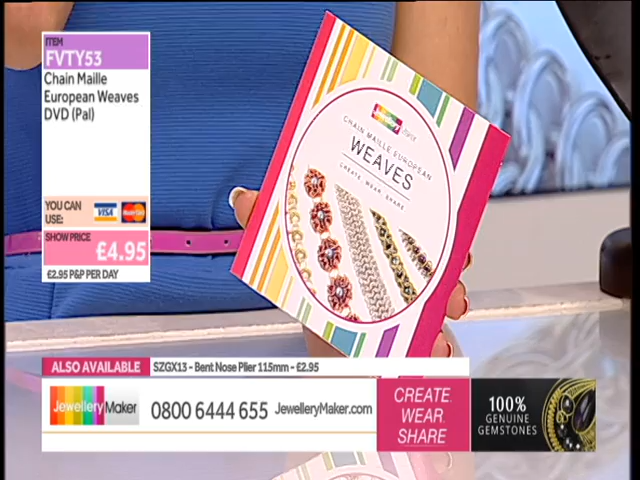 ITEM
FVTY53
Chain Maille
European Weaves
DVD (Pal)
YOU CAN
USE:
VISA
MasterCard
SHOW PRICE
£4.95
£2.95 P&P PER DAY
CHAIN MAILLE EUROPEAN
WEAVES
CREATE. WEAR. SHARE
ALSO AVAILABLE
SZGX13 - Bent Nose Plier 115mm - £2.95
JewelleryMaker
0800 6444 655
JewelleryMaker.com
CREATE.
WEAR.
SHARE
100%
GENUINE
GEMSTONES